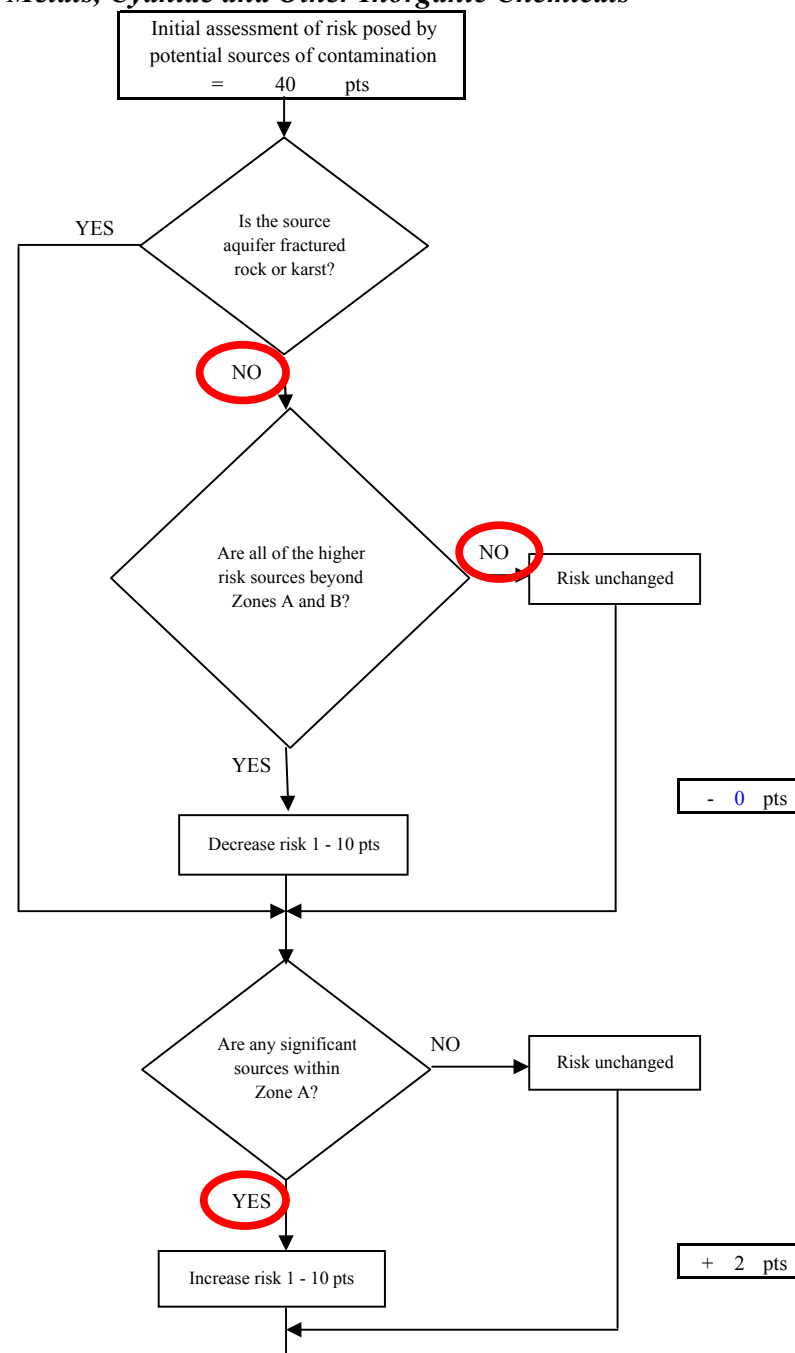 Metals, Cyanide and Other Inorganic Chemicals
Initial assessment of risk posed by
potential sources of contamination
= 40 pts
YES
Is the source
aquifer fractured
rock or karst?
NO
Are all of the higher
risk sources beyond
Zones A and B?
NO
Risk unchanged
YES
- 0 pts
Decrease risk 1 - 10 pts
Are any significant
sources within
Zone A?
NO
Risk unchanged
YES
+ 2 pts
Increase risk 1 - 10 pts